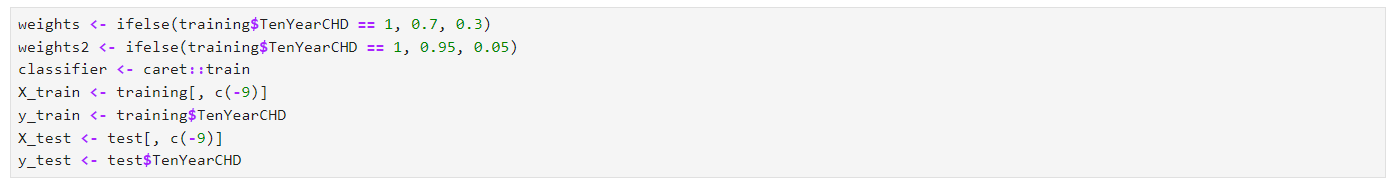 weights <- ifelse(training$TenYearCHD == 1, 0.7, 0.3)
weights2 <- ifelse(training$TenYearCHD == 1, 0.95, 0.05)
classifier <- caret::train
X_train <- training[, c(-9)]
y_train <- training$TenYearCHD
X_test <- test[, c(-9)]
y_test <- test$TenYearCHD